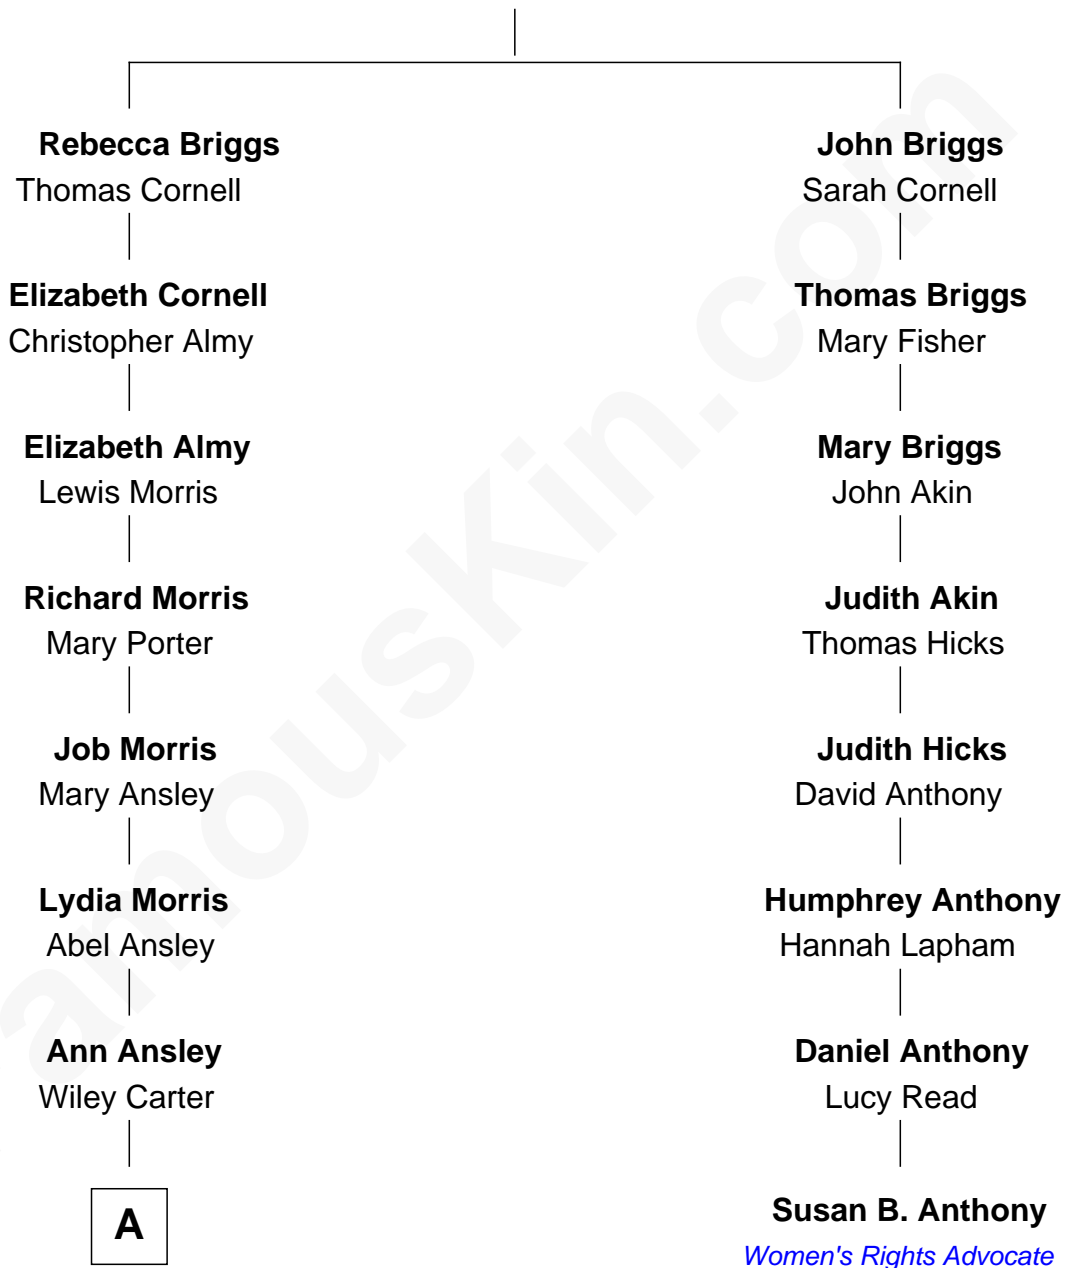 Rebecca Briggs
Thomas Cornell
Elizabeth Cornell
Christopher Almy
Elizabeth Almy
Lewis Morris
Richard Morris
Mary Porter
Job Morris
Mary Ansley
Lydia Morris
Abel Ansley
Ann Ansley
Wiley Carter
A
John Briggs
Sarah Cornell
Thomas Briggs
Mary Fisher
Mary Briggs
John Akin
Judith Akin
Thomas Hicks
Judith Hicks
David Anthony
Humphrey Anthony
Hannah Lapham
Daniel Anthony
Lucy Read
Susan B. Anthony
Women's Rights Advocate
amouskin.com